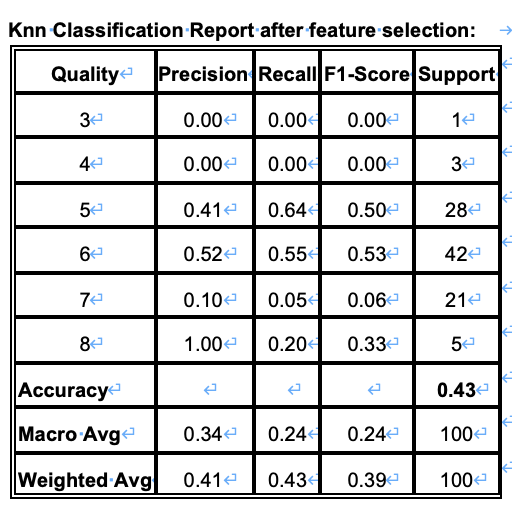 Knn Classification Report after feature selection:
Quality Precision Recall F1-Score Support
3 0.00 0.00 0.00 1
4 0.00 0.00 0.00 3
5 0.41 0.64 0.50 28
6 0.52 0.55 0.53 42
7 0.10 0.05 0.06 21
8 1.00 0.20 0.33 5
Accuracy 0.43
Macro Avg 0.34 0.24 0.24 100
Weighted Avg 0.41 0.43 0.39 100